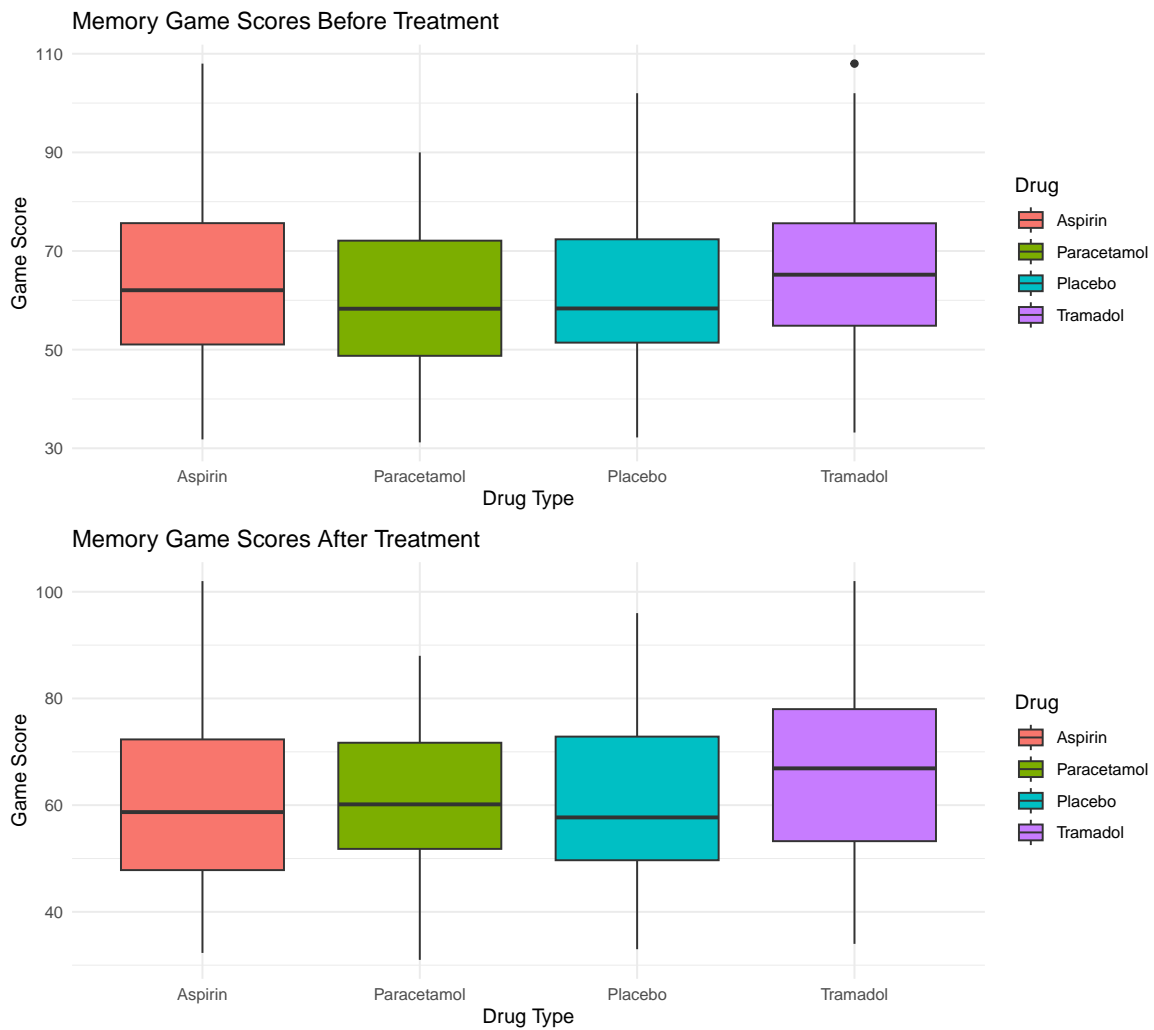 Memory Game Scores Before Treatment
110
90
70
50
30
Game Score
Aspirin Paracetamol Placebo Tramadol
Drug Type
Drug
Aspirin
Paracetamol
Placebo
Tramadol
Memory Game Scores After Treatment
100
80
60
40
Game Score
Aspirin Paracetamol Placebo Tramadol
Drug Type
Drug
Aspirin
Paracetamol
Placebo
Tramadol